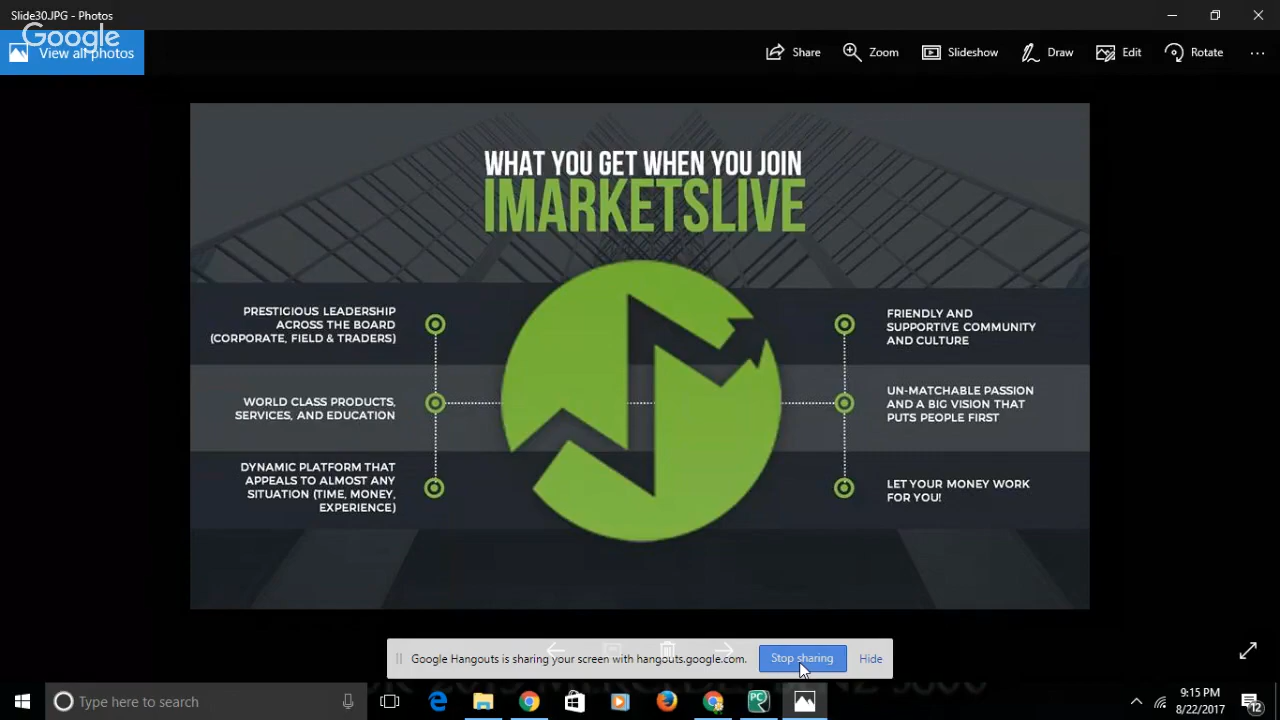 Slide30.JPG - Photos
Google
View all photos
Share
Zoom
Slideshow
Draw
Edit
Rotate
WHAT YOU GET WHEN YOU JOIN
IMARKETSLIVE
PRESTIGIOUS LEADERSHIP
ACROSS THE BOARD
(CORPORATE, FIELD & TRADERS)
WORLD CLASS PRODUCTS,
SERVICES, AND EDUCATION
DYNAMIC PLATFORM THAT
APPEALS TO ALMOST ANY
SITUATION (TIME, MONEY,
EXPERIENCE)
FRIENDLY AND
SUPPORTIVE COMMUNITY
AND CULTURE
UN-MATCHABLE PASSION
AND A BIG VISION THAT
PUTS PEOPLE FIRST
LET YOUR MONEY WORK
FOR YOU!
Google Hangouts is sharing your screen with hangouts.google.com.
Stop sharing
Hide
Type here to search
PC
9:15 PM
8/22/2017
12